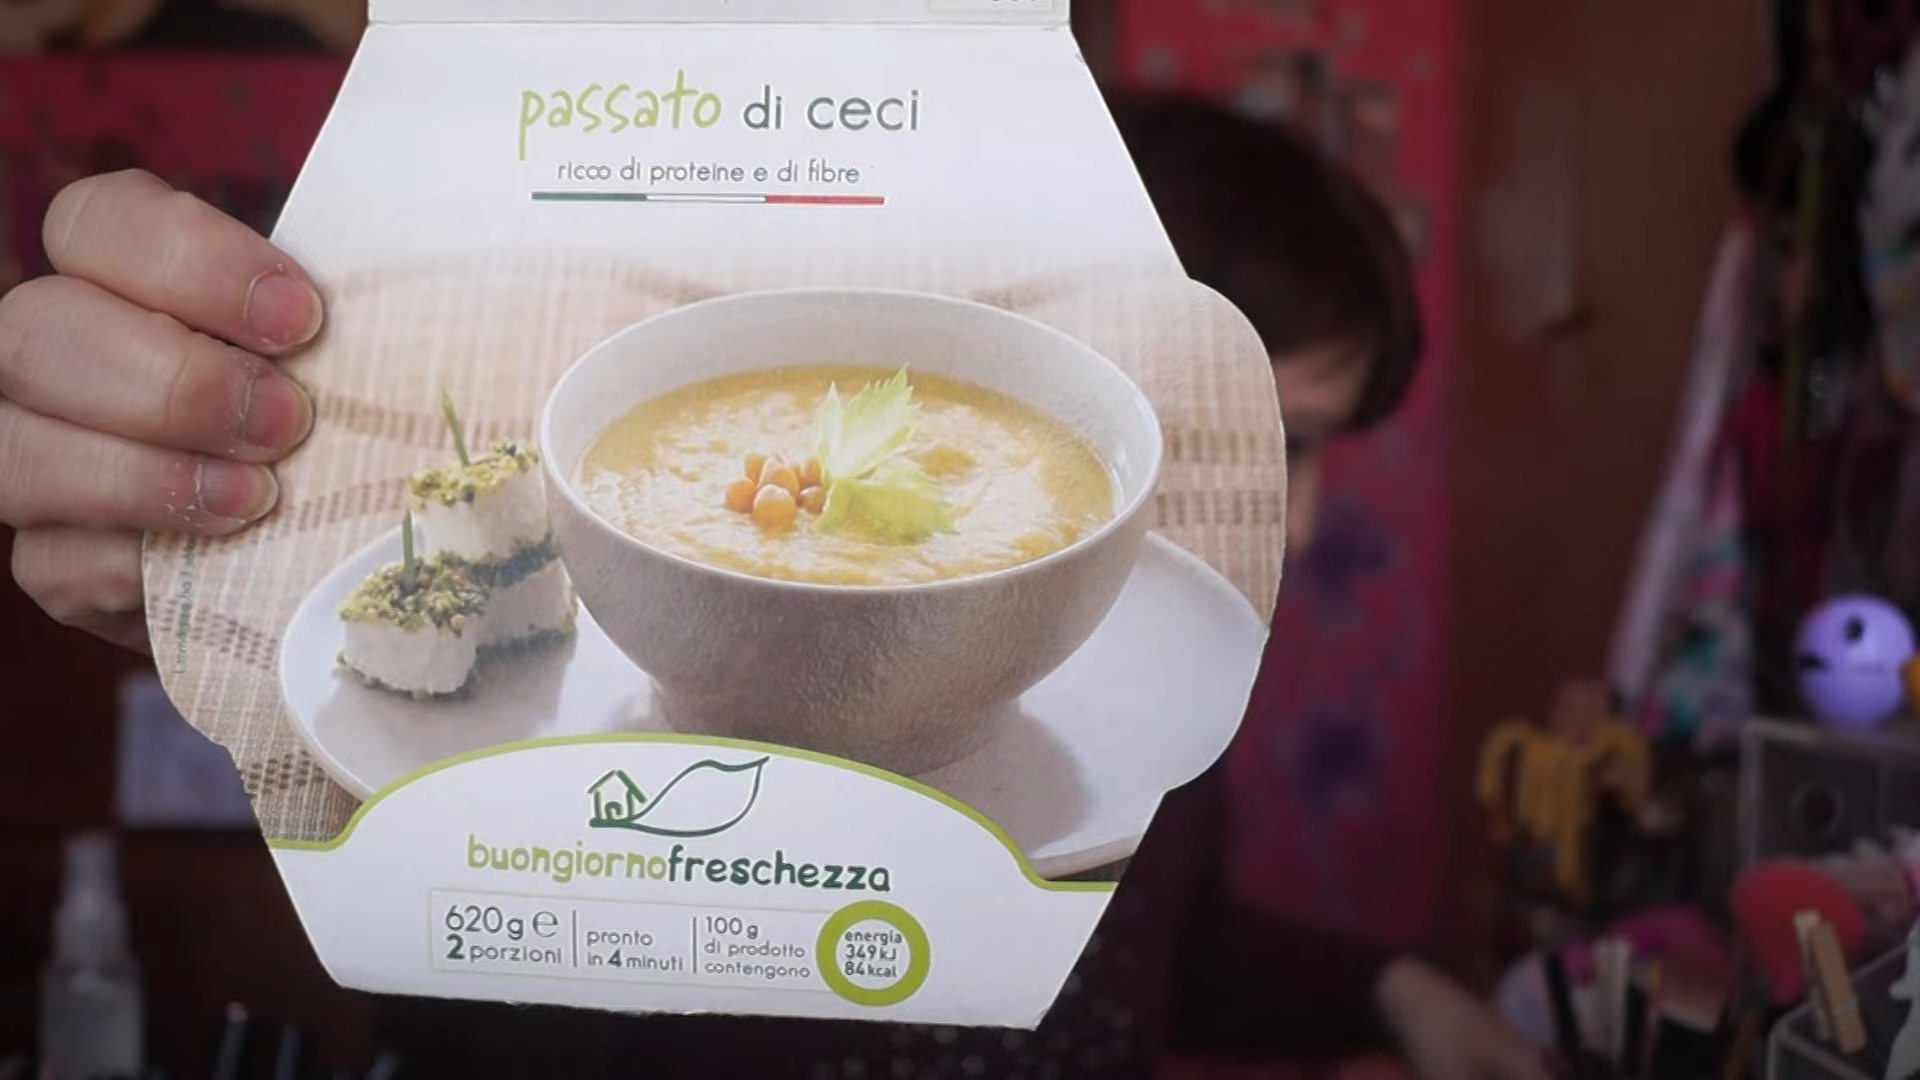 passato di ceci
ricco di proteine e di fibre
buongiornofreschezza
620g e
2 porzioni
pronto
in 4 minuti
100 g
di prodotto
contengono
energia
349 kJ
84 kcal